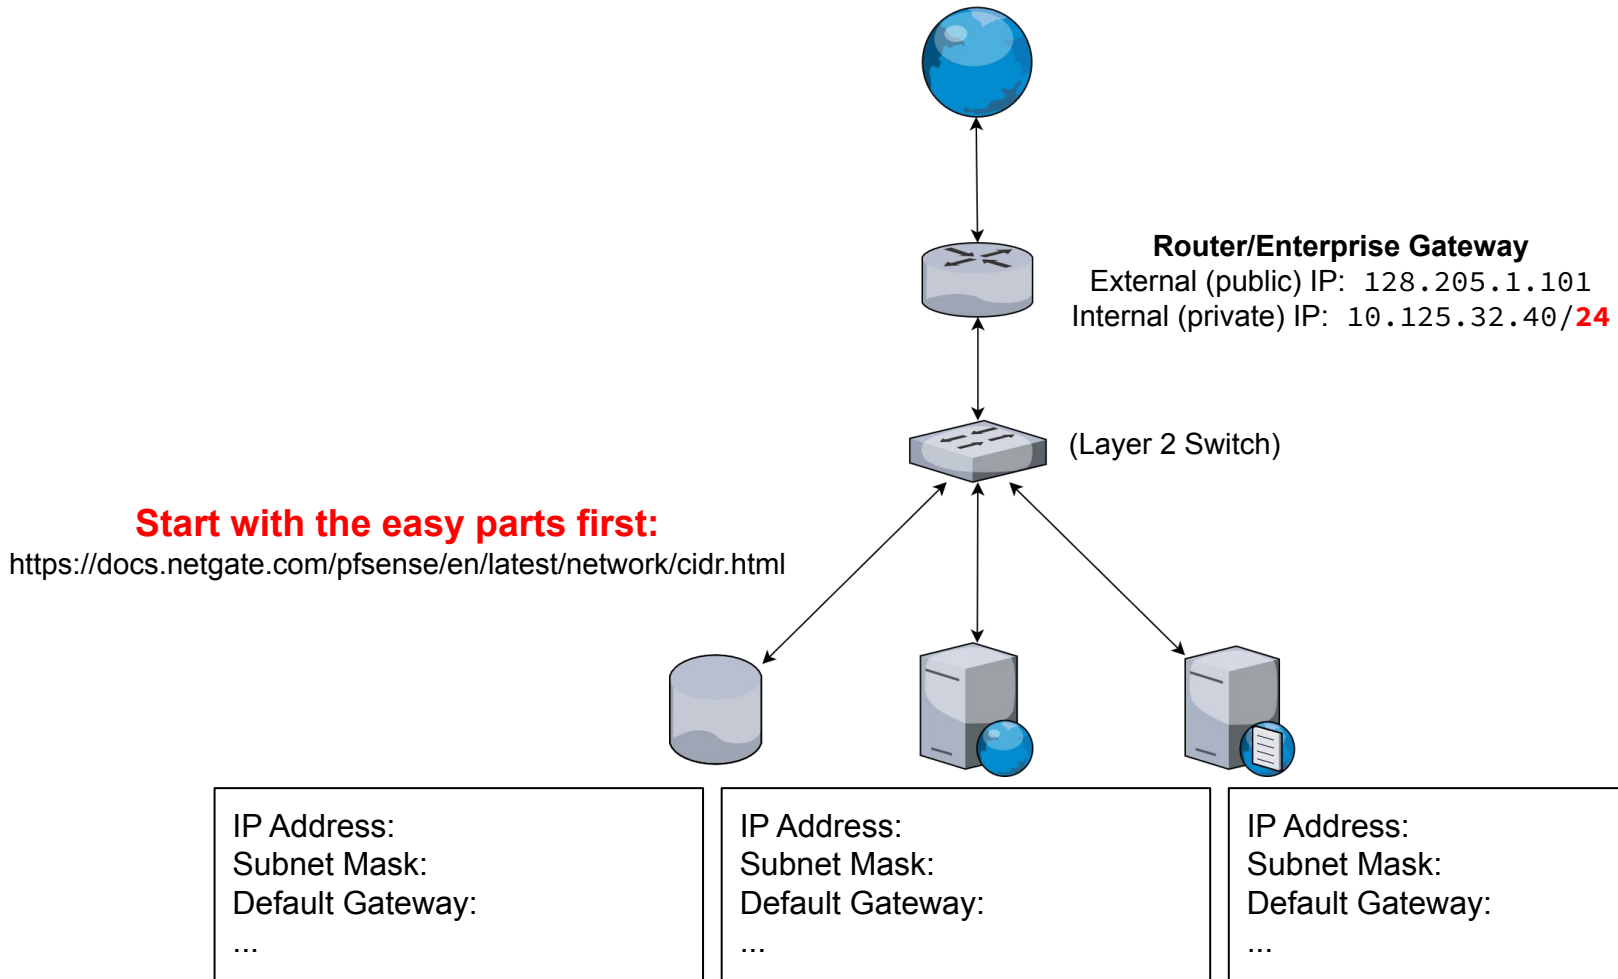 Router/Enterprise Gateway
External (public) IP: 128.205.1.101
Internal (private) IP: 10.125.32.40/24
(Layer 2 Switch)
Start with the easy parts first:
https://docs.netgate.com/pfsense/en/latest/network/cidr.html
IP Address:
Subnet Mask:
Default Gateway:
...
IP Address:
Subnet Mask:
Default Gateway:
...
IP Address:
Subnet Mask:
Default Gateway:
...